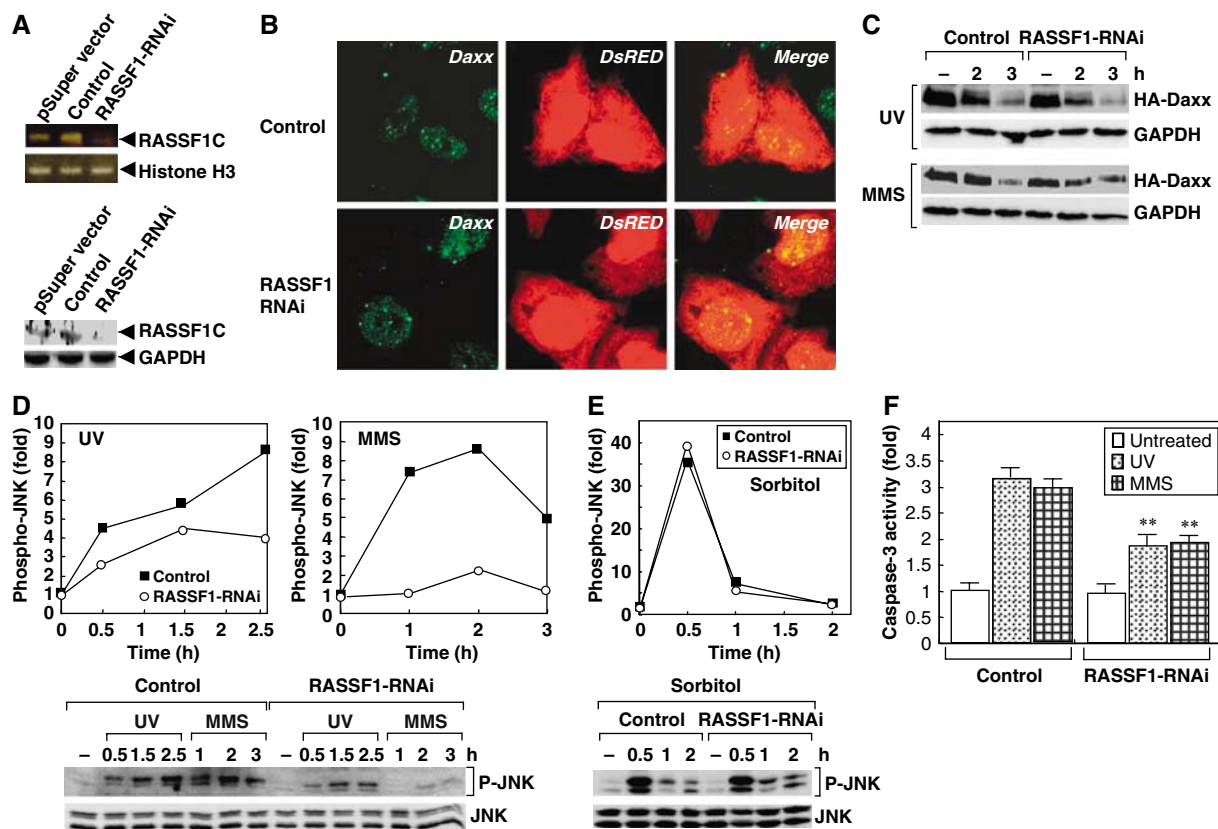 A
pSuper vector
Control
RASSF1-RNAi
RASSF1C
Histone H3
pSuper vector
Control
RASSF1-RNAi
RASSF1C
GAPDH
B
Daxx DsRED Merge
Control
Daxx DsRED Merge
RASSF1
RNAi
C
Control RASSF1-RNAi
– 2 3 – 2 3 h
UV
HA-Daxx
GAPDH
MMS
HA-Daxx
GAPDH
D
Phospho-JNK (fold)
10
9
8
7
6
5
4
3
2
1
0
UV
Control
RASSF1-RNAi
0 0.5 1 1.5 2 2.5
Time (h)
Phospho-JNK (fold)
10
9
8
7
6
5
4
3
2
1
0
MMS
0 1 2 3
Time (h)
Control RASSF1-RNAi
UV MMS UV MMS
– 0.5 1.5 2.5 1 2 3 – 0.5 1.5 2.5 1 2 3 h
P-JNK
JNK
E
Phospho-JNK (fold)
40
30
20
10
0
Control
RASSF1-RNAi
Sorbitol
0 0.5 1 2
Time (h)
Sorbitol
Control RASSF1-RNAi
– 0.5 1 2 – 0.5 1 2 h
P-JNK
JNK
F
Caspase-3 activity (fold)
4
3.5
3
2.5
2
1.5
1
0.5
0
Untreated
UV
MMS
** **
Control RASSF1-RNAi